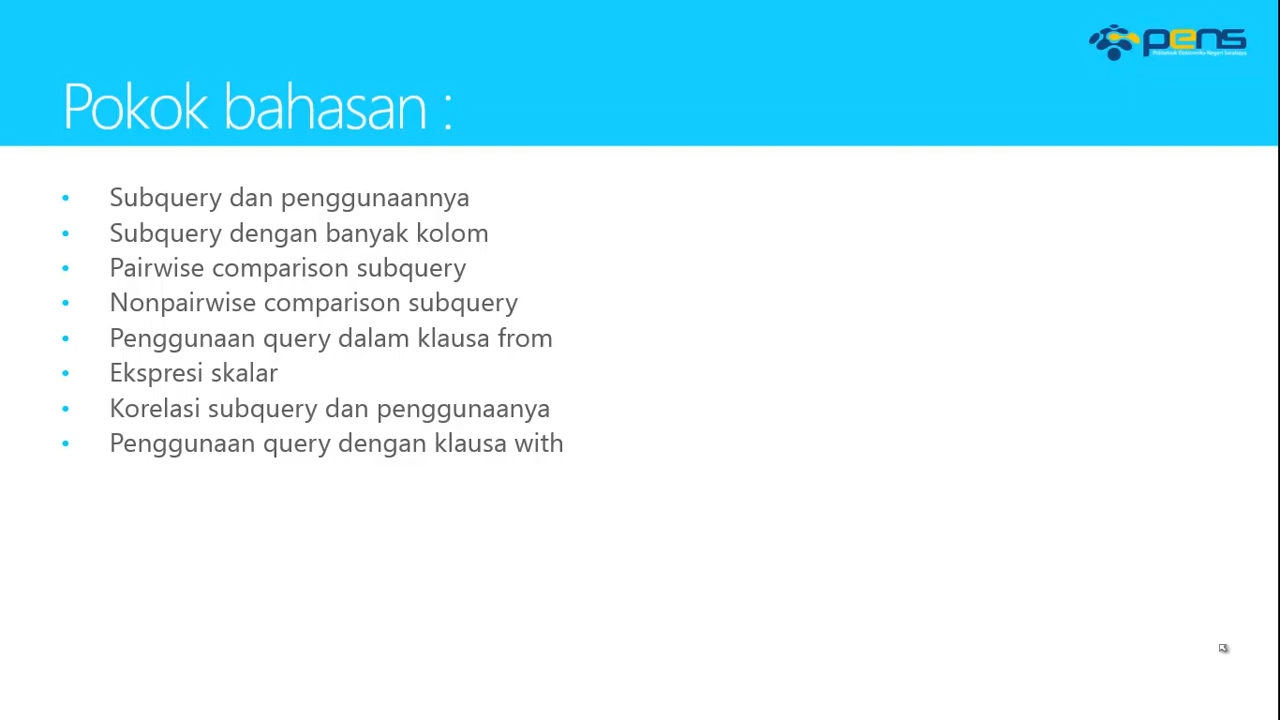 pens
Politeknik Elektronika Negeri Surabaya
Pokok bahasan :
• Subquery dan penggunaannya
• Subquery dengan banyak kolom
• Pairwise comparison subquery
• Nonpairwise comparison subquery
• Penggunaan query dalam klausa from
• Ekspresi skalar
• Korelasi subquery dan penggunaanya
• Penggunaan query dengan klausa with